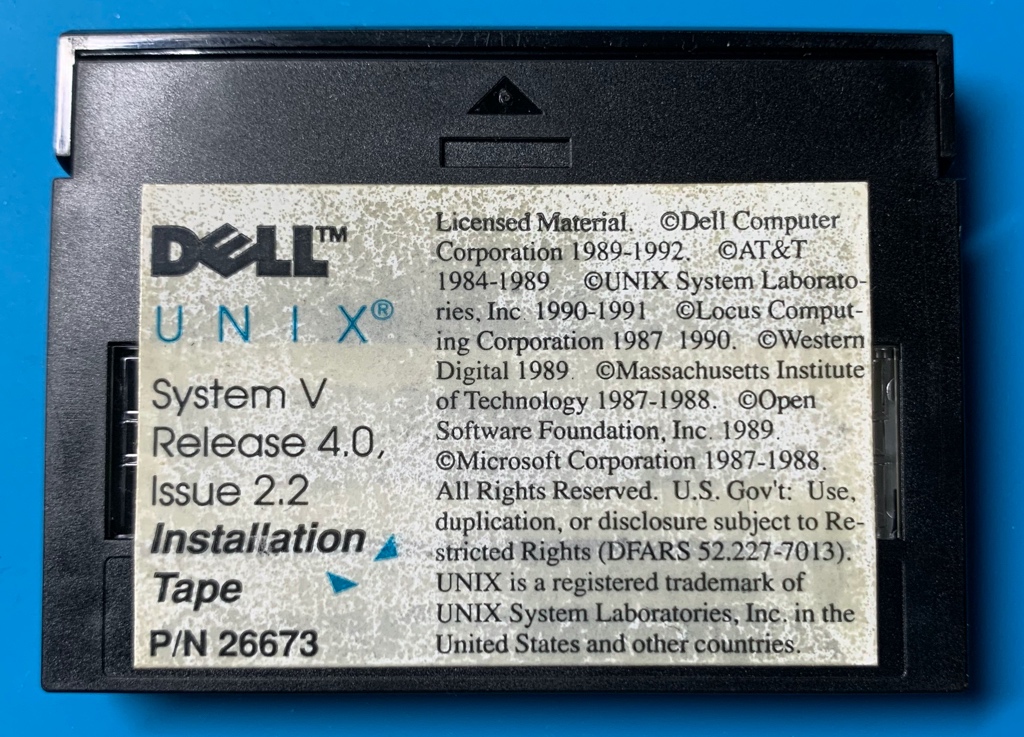 DELL™
UNIX®
System V
Release 4.0,
Issue 2.2
Installation
Tape
P/N 26673
Licensed Material. ©Dell Computer
Corporation 1989-1992. ©AT&T
1984-1989 ©UNIX System Laborato-
ries, Inc 1990-1991 ©Locus Comput-
ing Corporation 1987 1990. ©Western
Digital 1989 ©Massachusetts Institute
of Technology 1987-1988. ©Open
Software Foundation, Inc. 1989.
©Microsoft Corporation 1987-1988.
All Rights Reserved. U.S. Gov't: Use,
duplication, or disclosure subject to Re-
stricted Rights (DFARS 52.227-7013).
UNIX is a registered trademark of
UNIX System Laboratories, Inc. in the
United States and other countries.